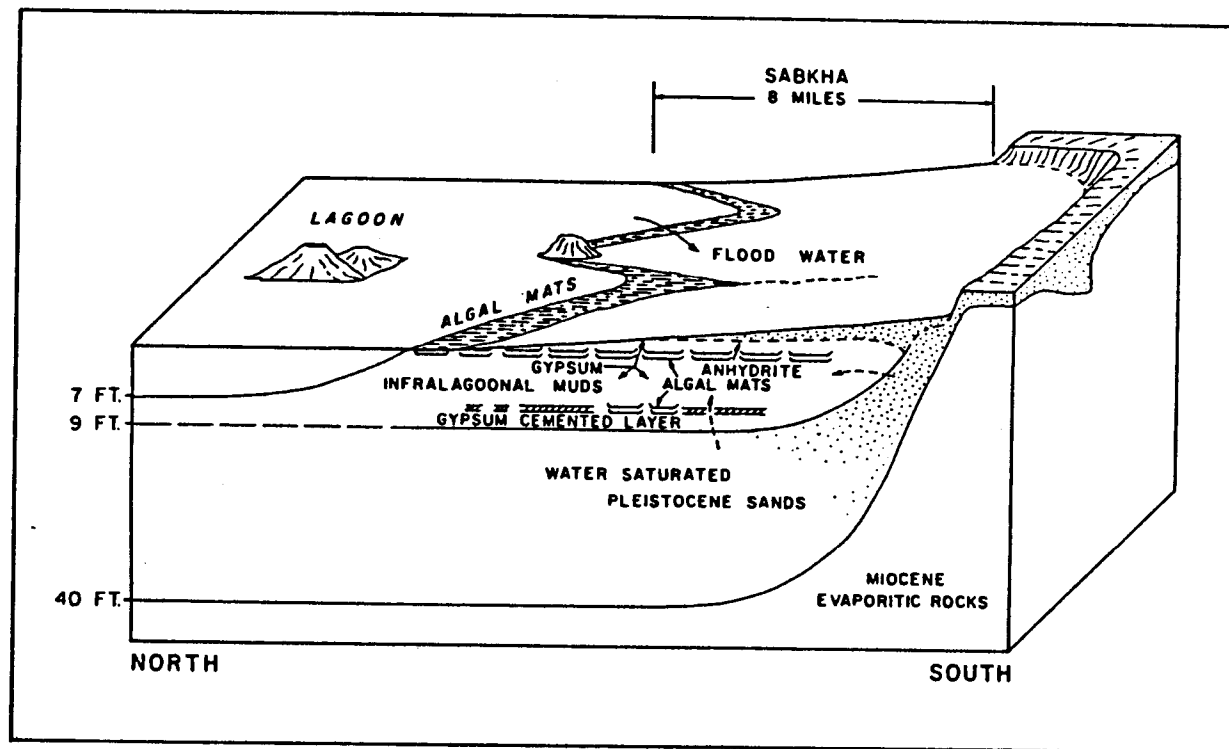 SABKHA
8 MILES
LAGOON
FLOOD WATER
ALGAL MATS
GYPSUM
ANHYDRITE
INFRALAGOONAL MUDS
ALGAL MATS
7 FT.
GYPSUM CEMENTED LAYER
9 FT.
WATER SATURATED
PLEISTOCENE SANDS
MIOCENE
EVAPORITIC ROCKS
40 FT.
NORTH
SOUTH